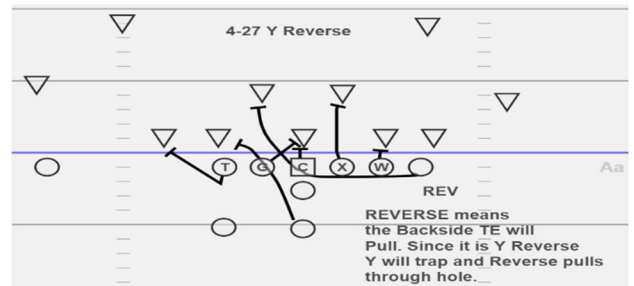 4-27 Y Reverse
T G C X W
Aa
REV
REVERSE means
the Backside TE will
Pull. Since it is Y Reverse
Y will trap and Reverse pulls
through hole.